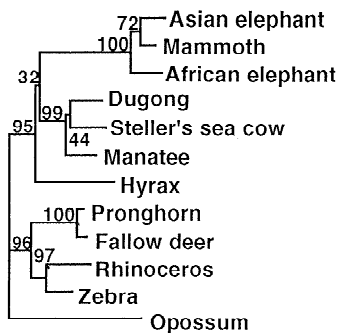 72 Asian elephant
100 Mammoth
African elephant
32 Dugong
99 Steller's sea cow
44
95 Manatee
Hyrax
100 Pronghorn
96 Fallow deer
97 Rhinoceros
Zebra
Opossum